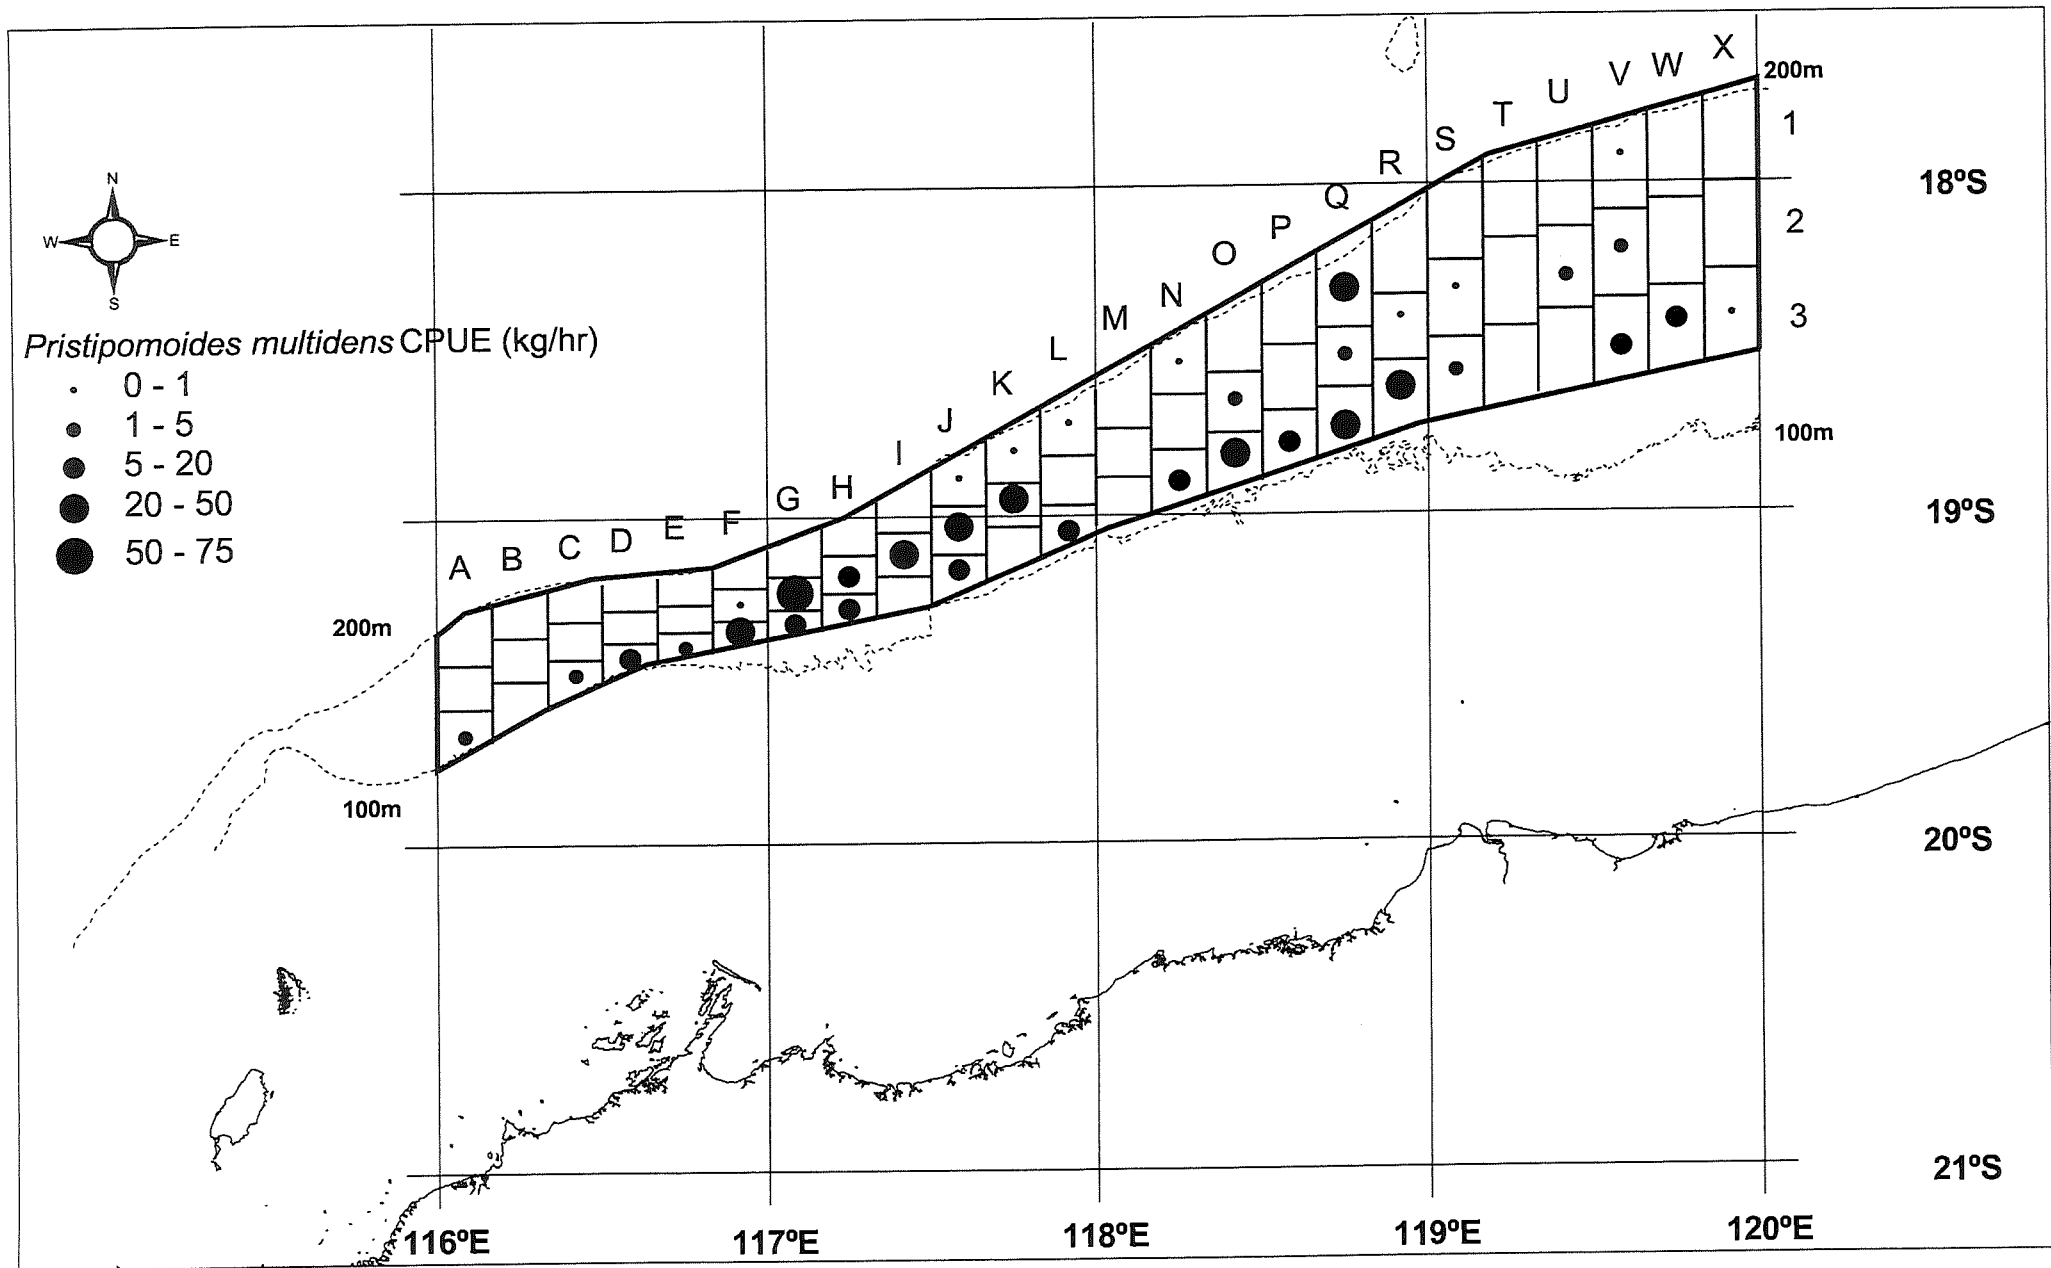 X
W
V
U
T
S
R
Q
P
O
N
M
L
K
J
I
H
G
F
E
D
C
B
A
200m
1
2
3
18ºS
N
W E
S
Pristipomoides multidens CPUE (kg/hr)
0 - 1
1 - 5
5 - 20
20 - 50
50 - 75
100m
19ºS
200m
100m
20ºS
21ºS
116ºE 117ºE 118ºE 119ºE 120ºE